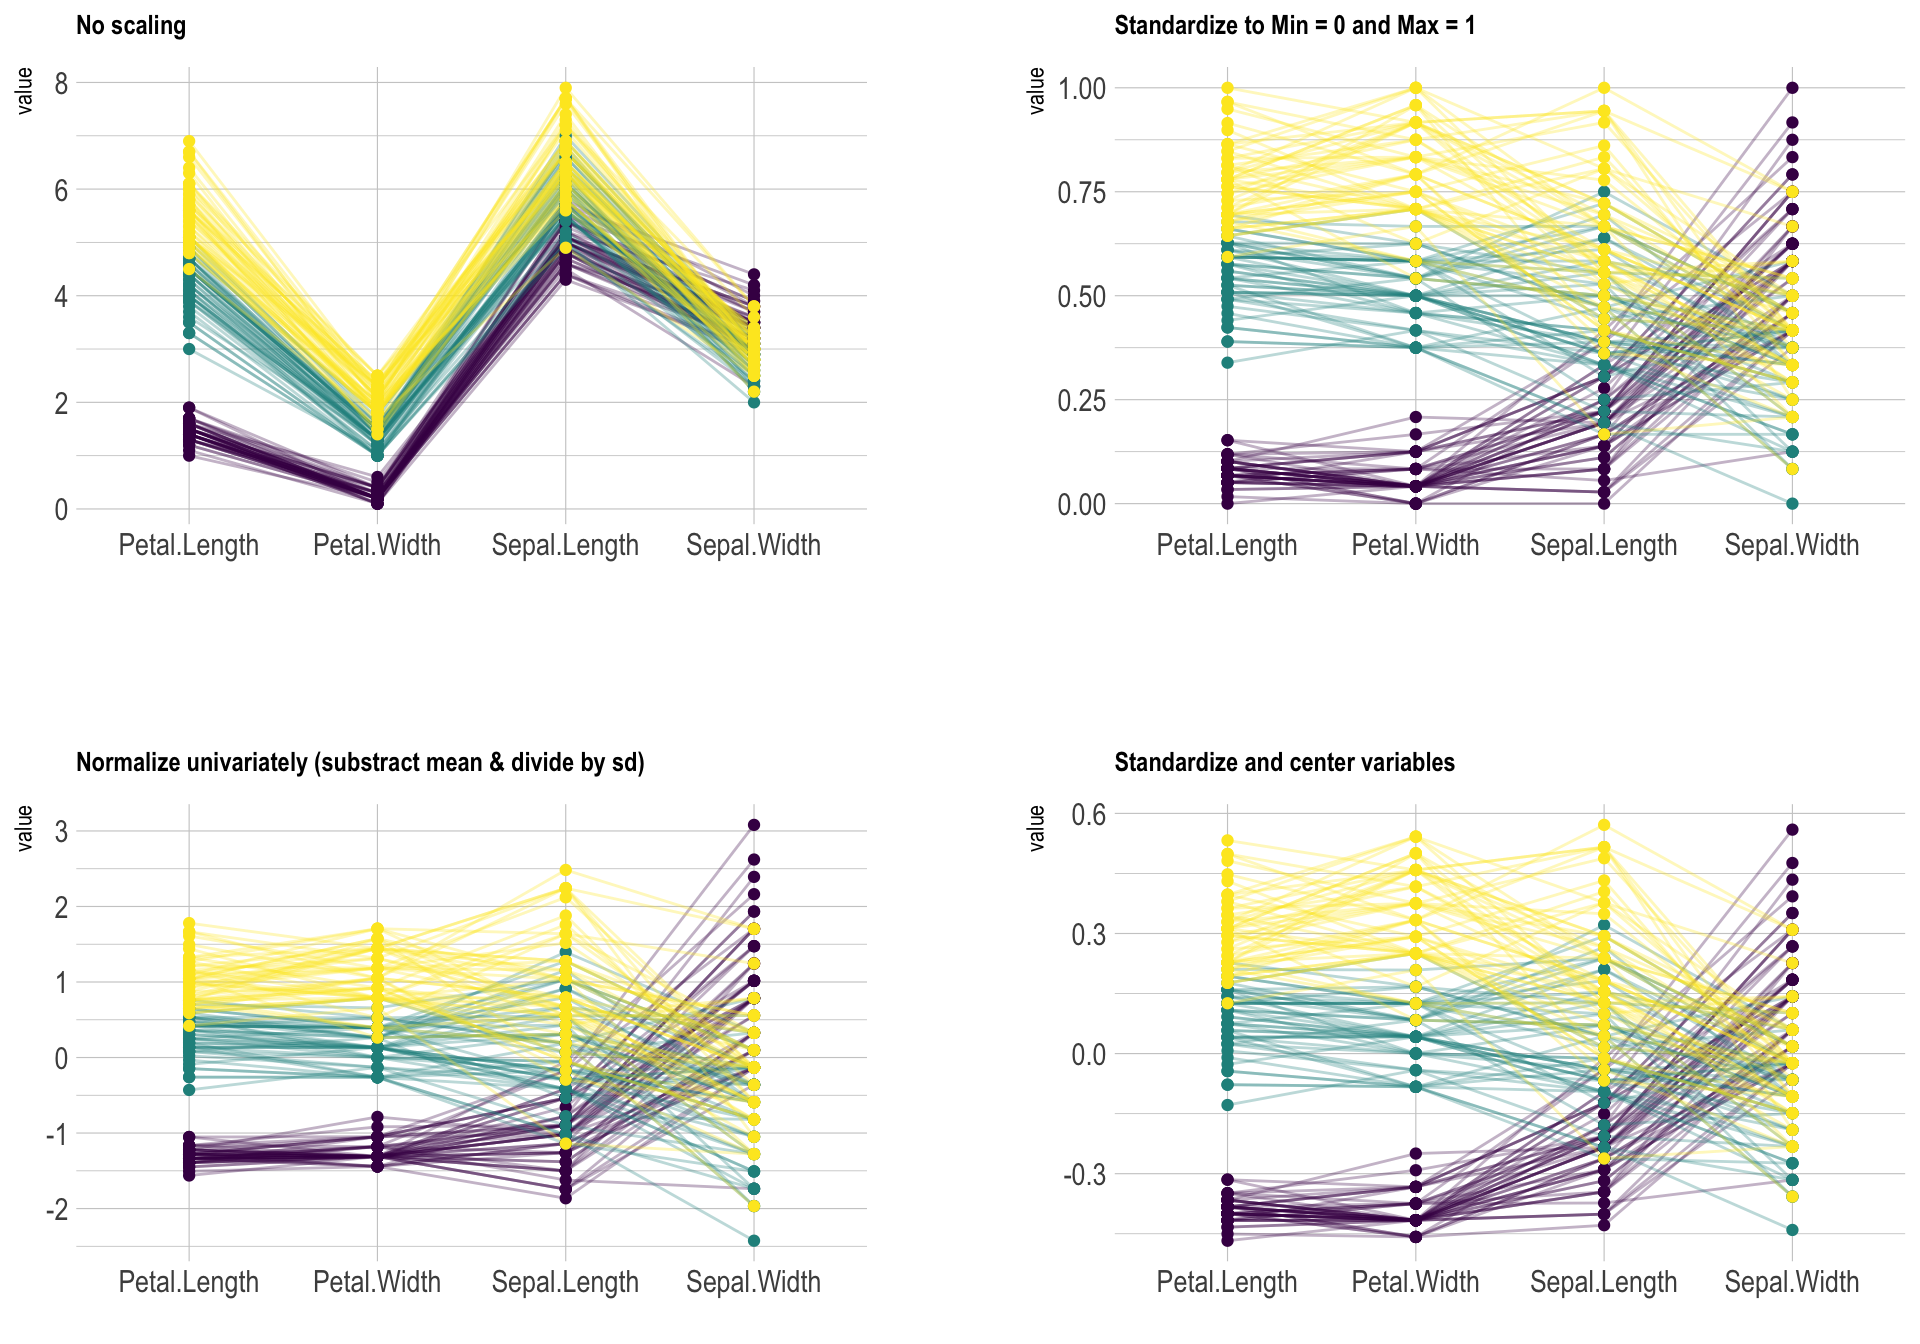 No scaling
value
8
6
4
2
0
Petal.Length Petal.Width Sepal.Length Sepal.Width
Standardize to Min = 0 and Max = 1
value
1.00
0.75
0.50
0.25
0.00
Petal.Length Petal.Width Sepal.Length Sepal.Width
Normalize univariately (substract mean & divide by sd)
value
3
2
1
0
-1
-2
Petal.Length Petal.Width Sepal.Length Sepal.Width
Standardize and center variables
value
0.6
0.3
0.0
-0.3
Petal.Length Petal.Width Sepal.Length Sepal.Width